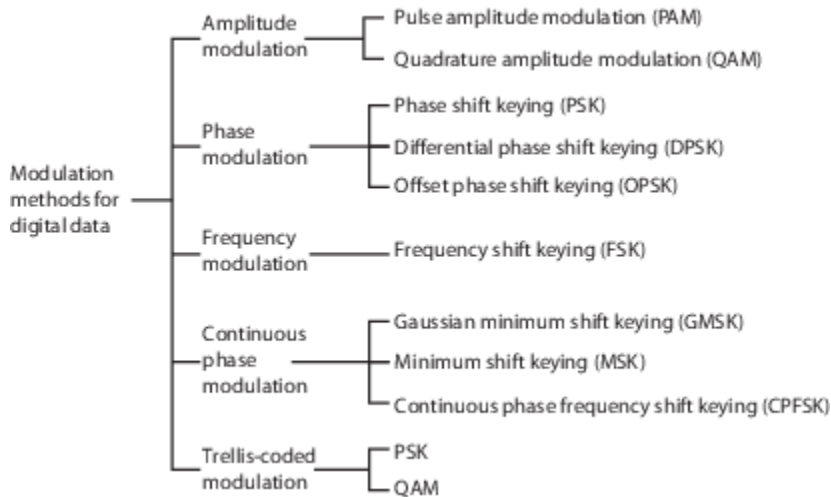 Modulation
methods for
digital data
Amplitude
modulation
Pulse amplitude modulation (PAM)
Quadrature amplitude modulation (QAM)
Phase
modulation
Phase shift keying (PSK)
Differential phase shift keying (DPSK)
Offset phase shift keying (OPSK)
Frequency
modulation
Frequency shift keying (FSK)
Continuous
phase
modulation
Gaussian minimum shift keying (GMSK)
Minimum shift keying (MSK)
Continuous phase frequency shift keying (CPFSK)
Trellis-coded
modulation
PSK
QAM